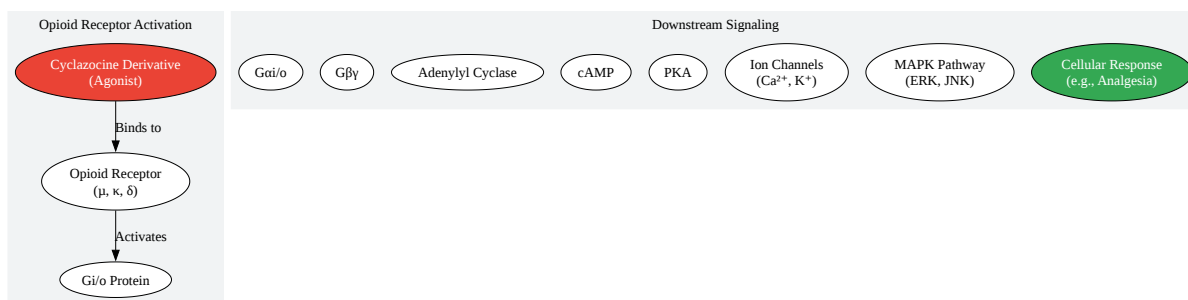 Opioid Receptor Activation
Cyclazocine Derivative
(Agonist)
Binds to
Opioid Receptor
(μ, κ, δ)
Activates
Gi/o Protein
Downstream Signaling
Gαi/o
Gβγ
Adenylyl Cyclase
cAMP
PKA
Ion Channels
(Ca²⁺, K⁺)
MAPK Pathway
(ERK, JNK)
Cellular Response
(e.g., Analgesia)